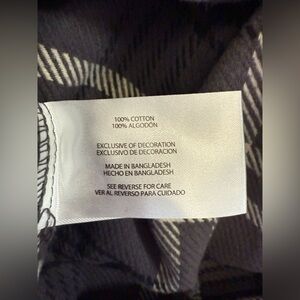 100% COTTON
100% ALGODÓN
EXCLUSIVE OF DECORATION
EXCLUSIVO DE DECORACIÓN
MADE IN BANGLADESH
HECHO EN BANGLADESH
SEE REVERSE FOR CARE
VER AL REVERSO PARA CUIDADO